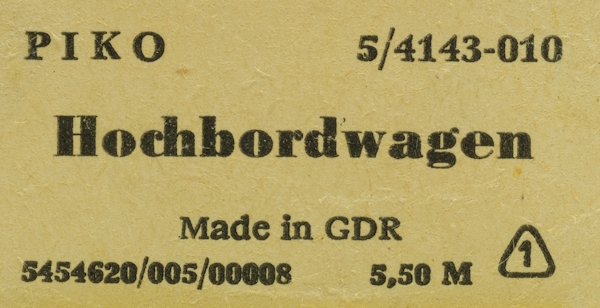 PIKO 5/4143-010
Hochbordwagen
Made in GDR
5454620/005/00008 5,50 M 1